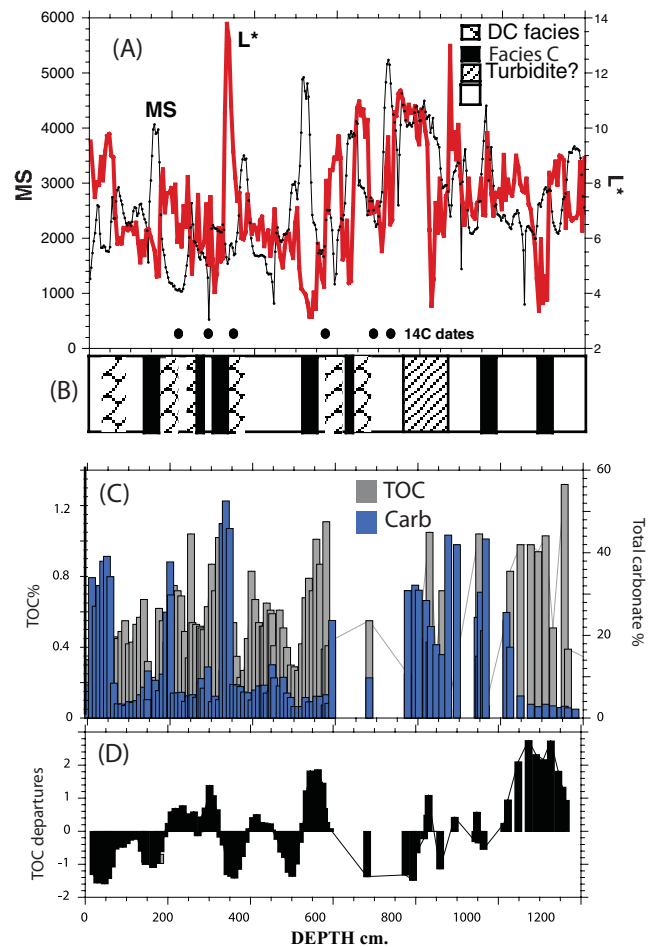 (A)
L*
MS
DC facies
Facies C
Turbidite?
6000
5000
4000
3000
2000
1000
0
MS
14
12
10
8
6
4
2
L*
14C dates
(B)
(C)
TOC
Carb
1.2
0.8
0.4
0
TOC%
60
40
20
0
Total carbonate %
(D)
2
1
0
-1
-2
TOC departures
0
200
400
600
800
1000
1200
DEPTH cm.